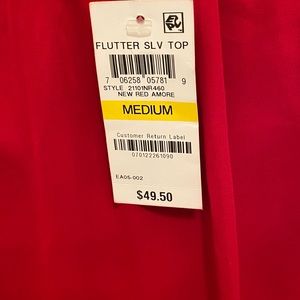 FLUTTER SLV TOP
7 06258 05781 9
STYLE 21101NR460
NEW RED AMORE
MEDIUM
Customer Return Label
070122261090
EA05-002
$49.50